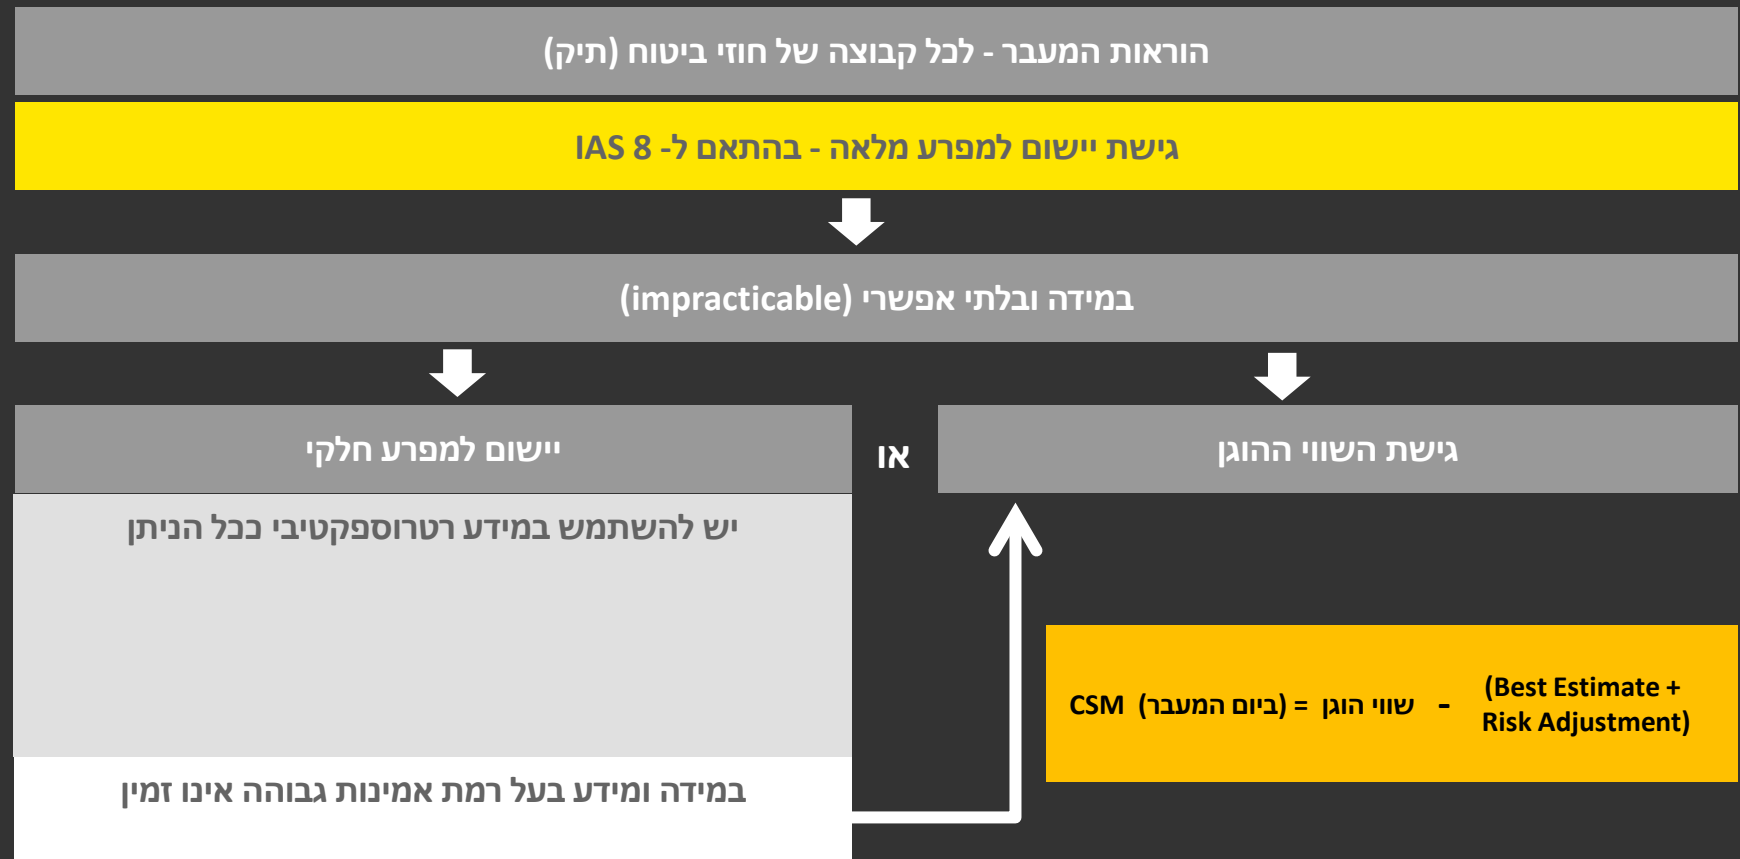 הוראות המעבר - לכל קבוצה של חוזי ביטוח (תיק)
גישת יישום למפרע מלאה - בהתאם ל- IAS 8
במידה ובלתי אפשרי (impracticable)
גישת השווי ההוגן
או
יישום למפרע חלקי
יש להשתמש במידע רטרוספקטיבי ככל הניתן
CSM (ביום המעבר) = שווי הוגן - (Best Estimate +
Risk Adjustment)
במידה ומידע בעל רמת אמינות גבוהה אינו זמין